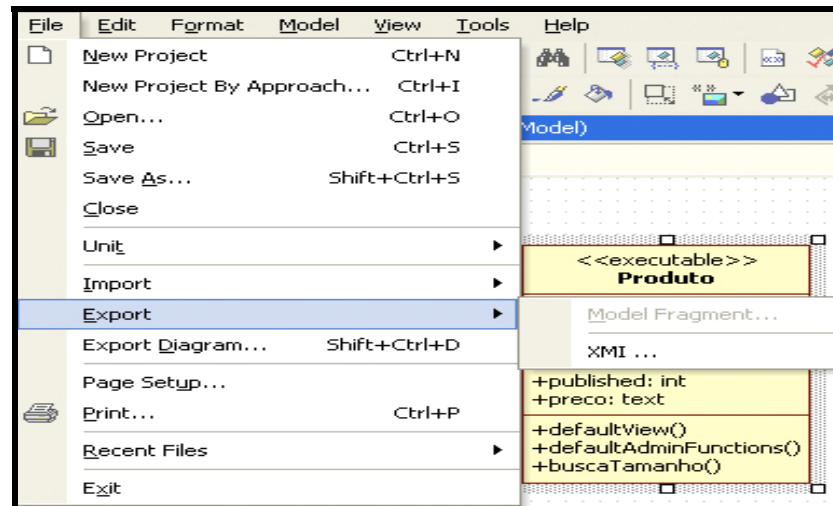 File Edit Format Model View Tools Help
New Project Ctrl+N
New Project By Approach... Ctrl+I
Open... Ctrl+O
Save Ctrl+S
Save As... Shift+Ctrl+S
Close
Unit
Import
Export
Export Diagram... Shift+Ctrl+D
Page Setup...
Print... Ctrl+P
Recent Files
Exit
Model)
<<executable>>
Produto
Model Fragment...
XMI ...
+published: int
+preco: text
+defaultView()
+defaultAdminFunctions()
+buscaTamanho()